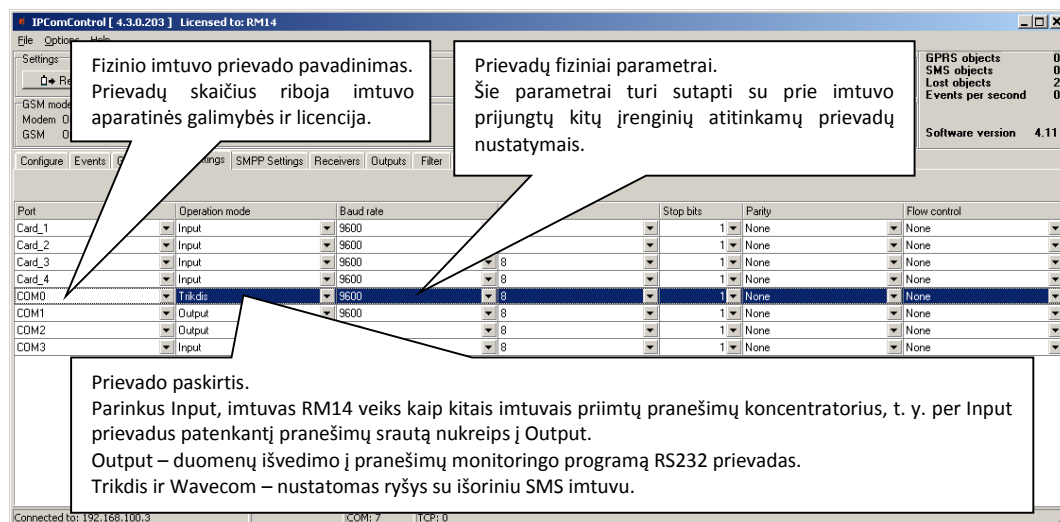 IPComControl [ 4.3.0.203 ] Licensed to: RM14
File Options Help
Settings
Re
GSM mode
Modem O
GSM O
GPRS objects 0
SMS objects 0
Lost objects 2
Events per second 0
Software version 4.11
Fizinio imtuvo prievado pavadinimas.
Prievadų skaičius riboja imtuvo
aparatinės galimybės ir licencija.
Prievadų fiziniai parametrai.
Šie parametrai turi sutapti su prie imtuvo
prijungtų kitų įrenginių atitinkamų prievadų
nustatymais.
Configure Events G ttings SMPP Settings Receivers Outputs Filter
Port Operation mode Baud rate Stop bits Parity Flow control
Card_1 Input 9600 1 None None
Card_2 Input 9600 1 None None
Card_3 Input 9600 8 1 None None
Card_4 Input 9600 8 1 None None
COM0 Trikdis 9600 8 1 None None
COM1 Output 9600 8 1 None None
COM2 Output 8 1 None None
COM3 Input 8 1 None None
Prievado paskirtis.
Parinkus Input, imtuvas RM14 veiks kaip kitais imtuvais priimtų pranešimų koncentratorius, t. y. per Input
prievadus patenkantį pranešimų srautą nukreips į Output.
Output – duomenų išvedimo į pranešimų monitoringo programą RS232 prievadas.
Trikdis ir Wavecom – nustatomas ryšys su išoriniu SMS imtuvu.
Connected to: 192.168.100.3 COM: 7 TCP: 0